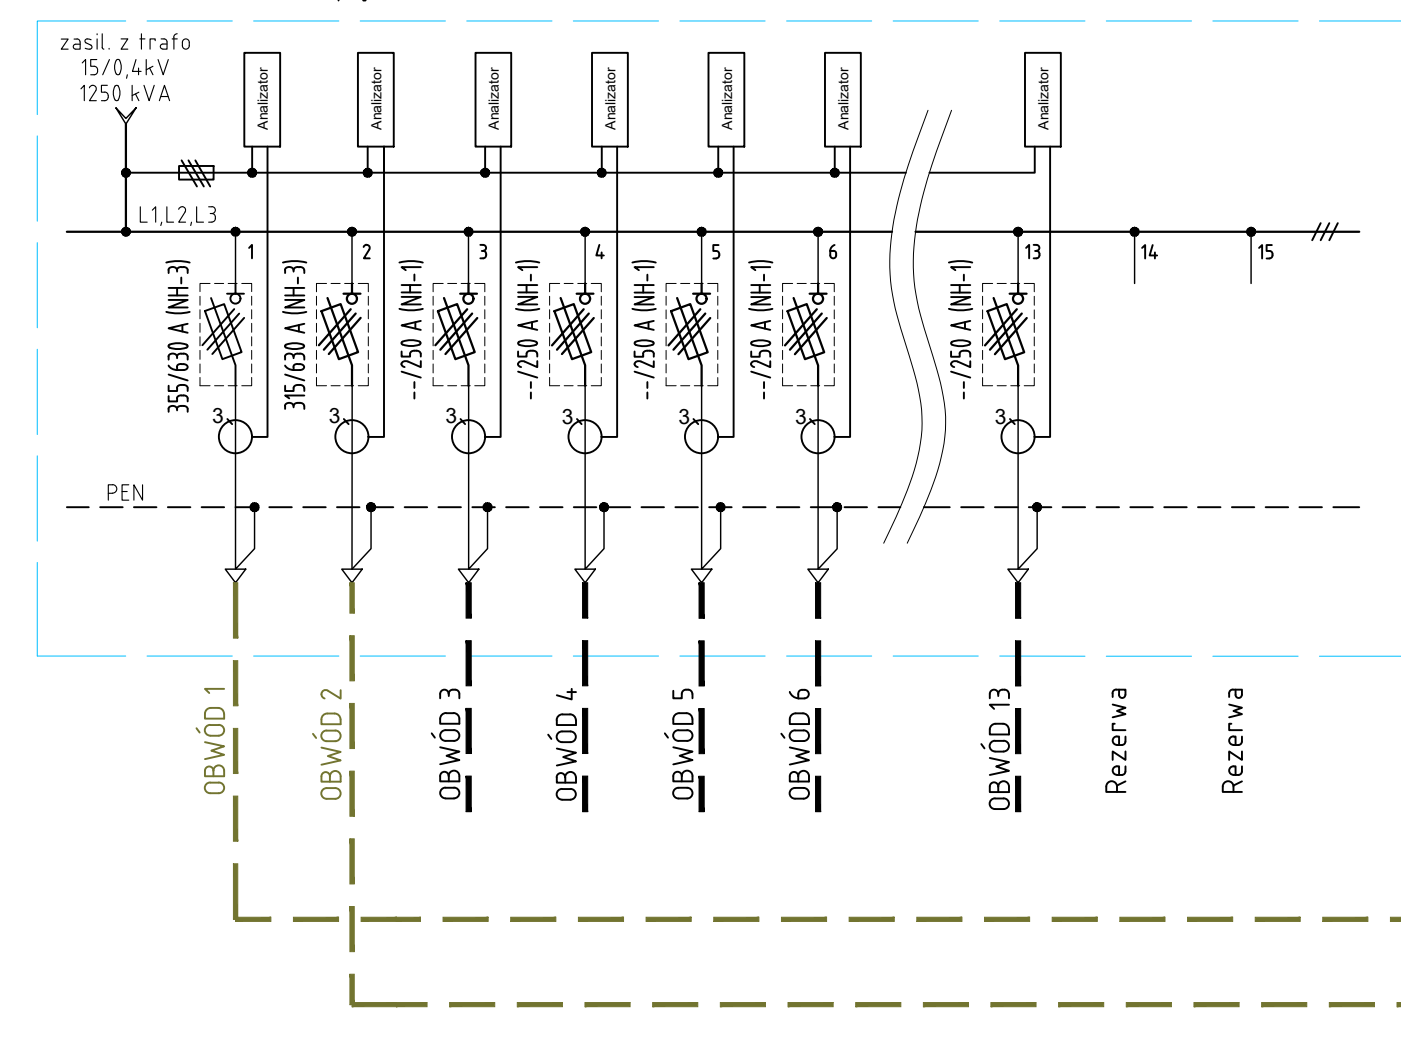 zasil. z trafo
15/0,4kV
1250 kVA
Analizator
Analizator
Analizator
Analizator
Analizator
Analizator
Analizator
L1,L2,L3
1
2
3
4
5
6
13
14
15
355/630 A (NH-3)
315/630 A (NH-3)
--/250 A (NH-1)
--/250 A (NH-1)
--/250 A (NH-1)
--/250 A (NH-1)
--/250 A (NH-1)
3
3
3
3
3
3
3
PEN
OBWÓD 1
OBWÓD 2
OBWÓD 3
OBWÓD 4
OBWÓD 5
OBWÓD 6
OBWÓD 13
Rezerwa
Rezerwa